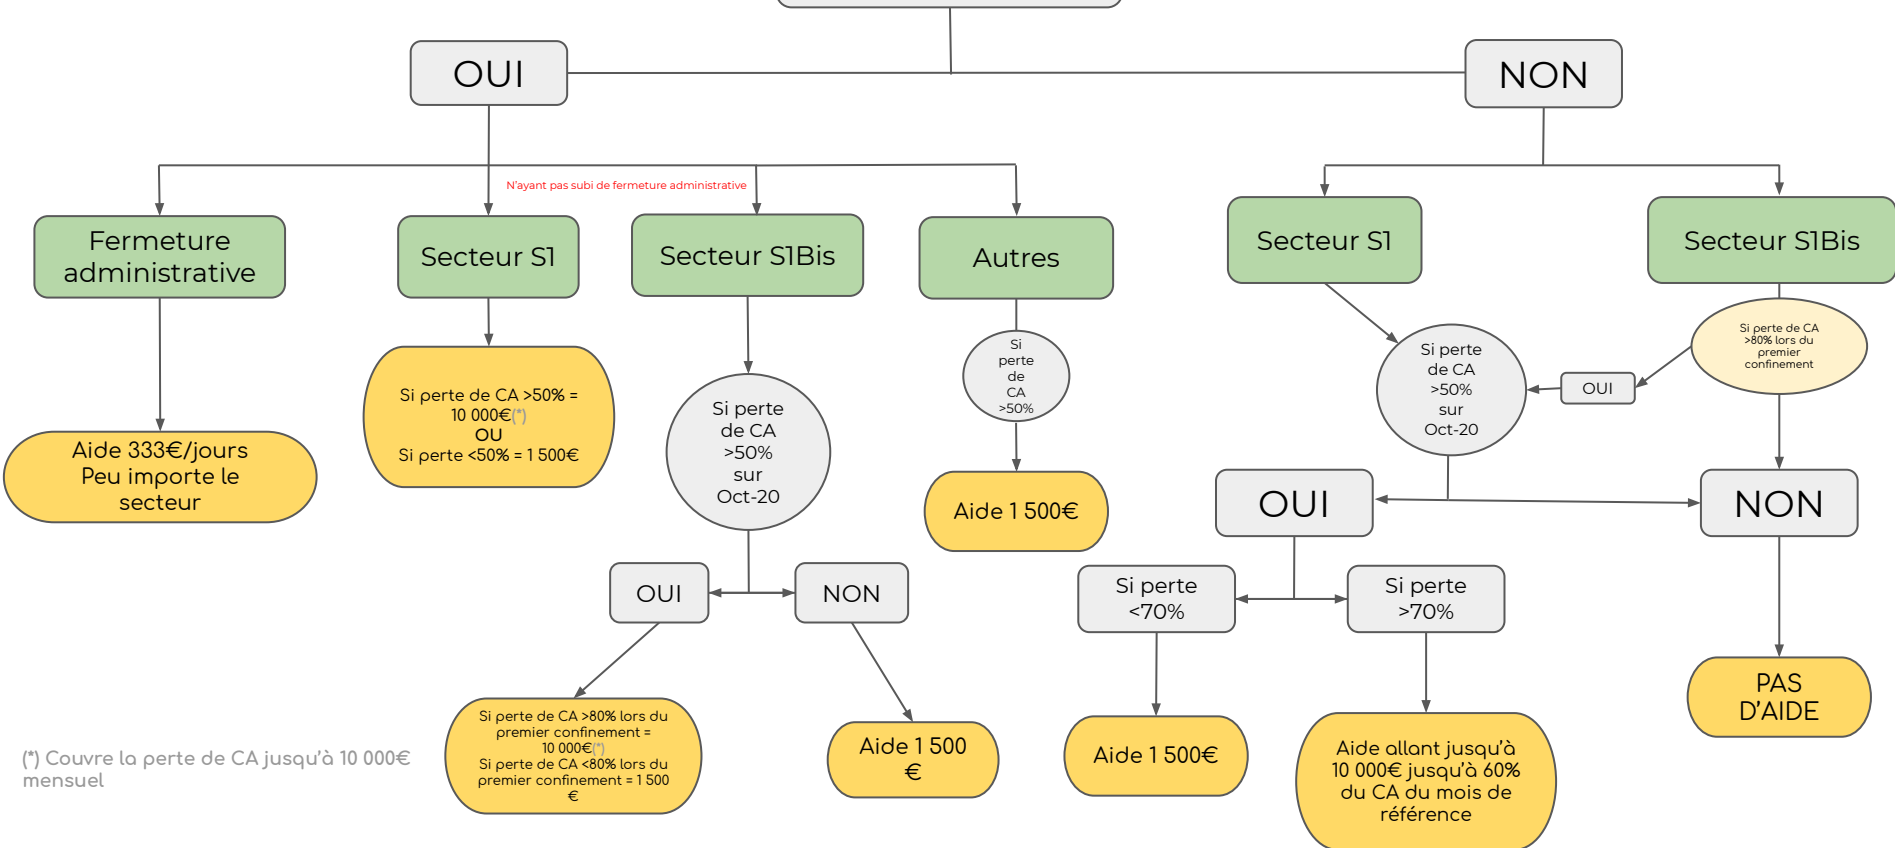 OUI
NON
N'ayant pas subi de fermeture administrative
Fermeture
administrative
Secteur S1
Secteur S1Bis
Autres
Secteur S1
Secteur S1Bis
Si perte de CA >50% =
10 000€(*)
OU
Si perte <50% = 1 500€
Si perte
de CA
>50%
sur
Oct-20
Si
perte
de
CA
>50%
Si perte
de CA
>50%
sur
Oct-20
OUI
Si perte de CA
>80% lors du
premier
confinement
Aide 333€/jours
Peu importe le
secteur
Aide 1 500€
OUI
NON
OUI
NON
Si perte
<70%
Si perte
>70%
Si perte de CA >80% lors du
premier confinement =
10 000€(*)
Si perte de CA <80% lors du
premier confinement = 1 500
€
Aide 1 500
€
Aide 1 500€
Aide allant jusqu'à
10 000€ jusqu'à 60%
du CA du mois de
référence
PAS
D'AIDE
(*) Couvre la perte de CA jusqu'à 10 000€
mensuel